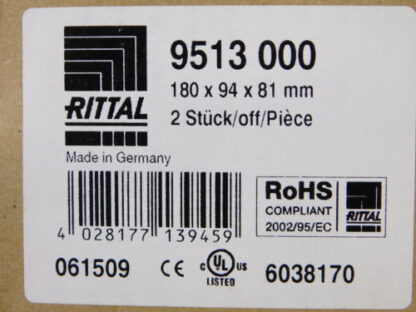 9513 000
180 x 94 x 81 mm
RITTAL
2 Stück/off/Pièce
Made in Germany
RoHS
COMPLIANT
2002/95/EC
RITTAL
4 028177 139459
061509 CE c UL US LISTED 6038170